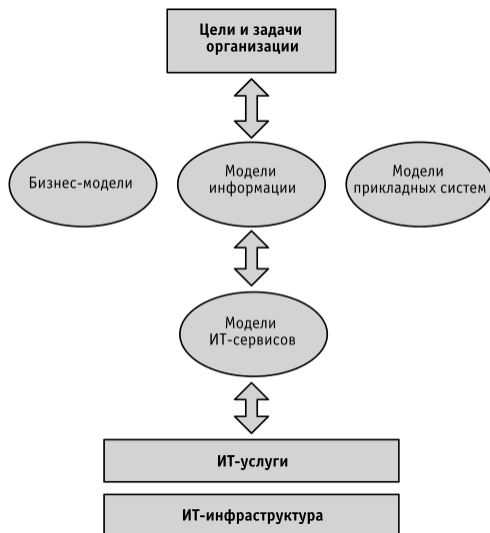 Цели и задачи
организации
Бизнес-модели
Модели
информации
Модели
прикладных систем
Модели
ИТ-сервисов
ИТ-услуги
ИТ-инфраструктура